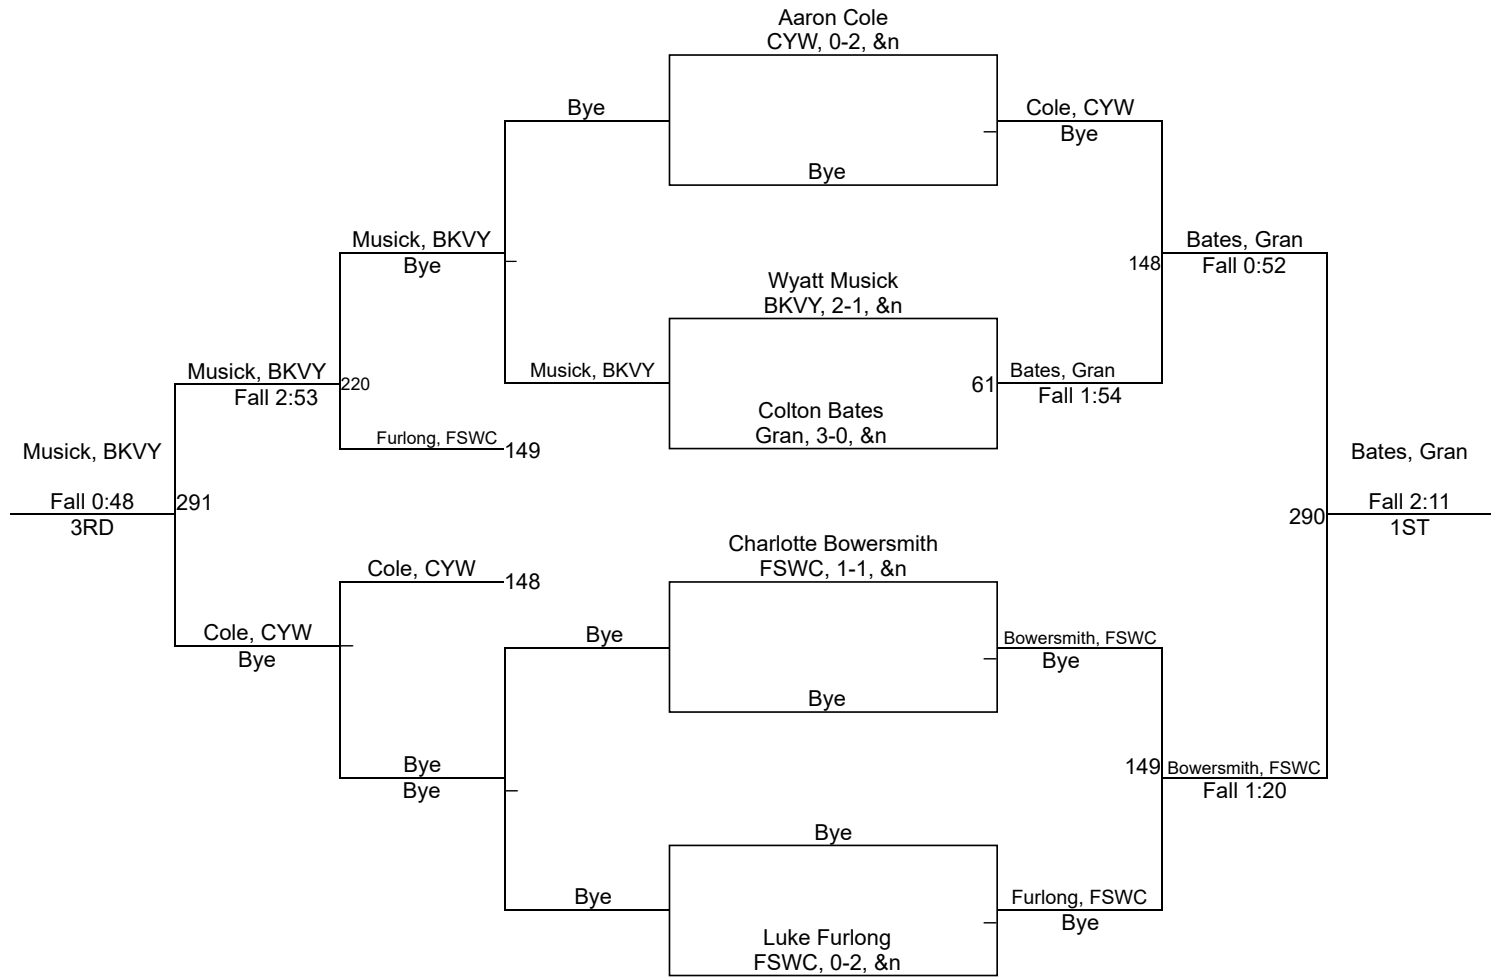 Aaron Cole
CYW, 0-2, &n
Bye
Cole, CYW
Bye
Bye
Musick, BKVY
Bye
Bates, Gran
Fall 0:52
148
Wyatt Musick
BKVY, 2-1, &n
Musick, BKVY
Fall 2:53
220
Musick, BKVY
61
Bates, Gran
Fall 1:54
Colton Bates
Gran, 3-0, &n
Furlong, FSWC
149
Musick, BKVY
Fall 0:48
3RD
291
Bates, Gran
Fall 2:11
1ST
290
Charlotte Bowersmith
FSWC, 1-1, &n
Cole, CYW
148
Cole, CYW
Bye
Bye
Bowersmith, FSWC
Bye
Bye
Bye
Bye
149
Bowersmith, FSWC
Fall 1:20
Bye
Bye
Furlong, FSWC
Bye
Luke Furlong
FSWC, 0-2, &n